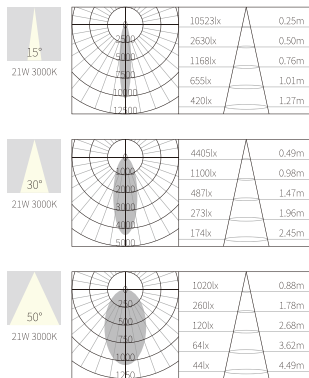 15°
21W 3000K
0
2500
5000
7500
10000
12500
10523lx 0.25m
2630lx 0.50m
1168lx 0.76m
655lx 1.01m
420lx 1.27m
30°
21W 3000K
0
1000
2000
3000
4000
5000
4405lx 0.49m
1100lx 0.98m
487lx 1.47m
273lx 1.96m
174lx 2.45m
50°
21W 3000K
0
250
500
750
1000
1250
1020lx 0.88m
260lx 1.78m
120lx 2.68m
64lx 3.62m
44lx 4.49m